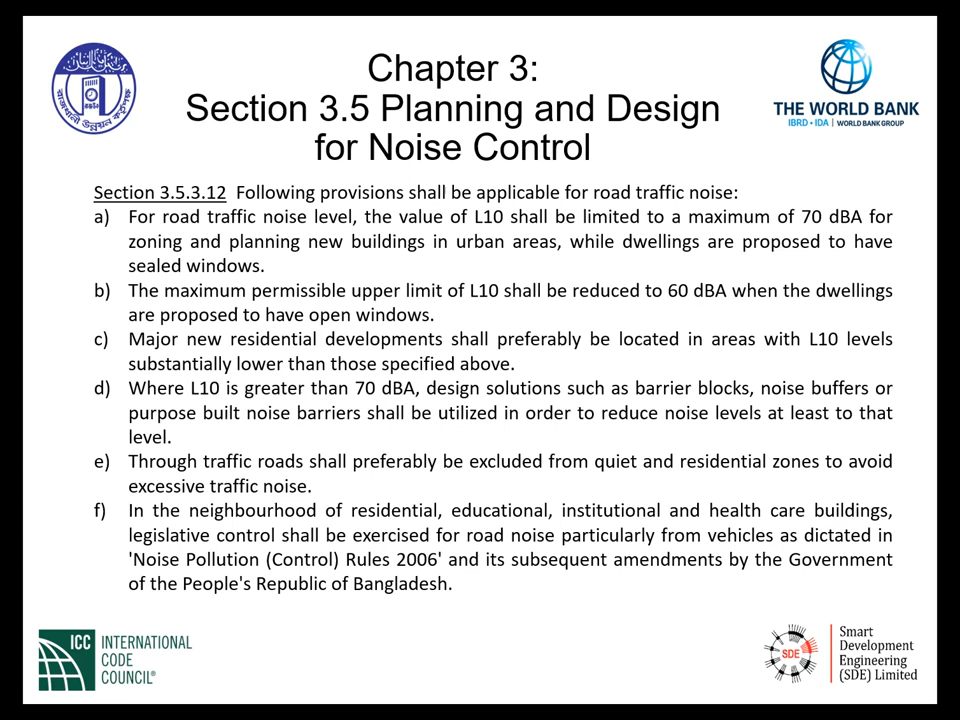 Chapter 3:
Section 3.5 Planning and Design
for Noise Control
রাজধানী উন্নয়ন কর্তৃপক্ষ
THE WORLD BANK
IBRD • IDA | WORLD BANK GROUP
Section 3.5.3.12 Following provisions shall be applicable for road traffic noise:
a) For road traffic noise level, the value of L10 shall be limited to a maximum of 70 dBA for
zoning and planning new buildings in urban areas, while dwellings are proposed to have
sealed windows.
b) The maximum permissible upper limit of L10 shall be reduced to 60 dBA when the dwellings
are proposed to have open windows.
c) Major new residential developments shall preferably be located in areas with L10 levels
substantially lower than those specified above.
d) Where L10 is greater than 70 dBA, design solutions such as barrier blocks, noise buffers or
purpose built noise barriers shall be utilized in order to reduce noise levels at least to that
level.
e) Through traffic roads shall preferably be excluded from quiet and residential zones to avoid
excessive traffic noise.
f) In the neighbourhood of residential, educational, institutional and health care buildings,
legislative control shall be exercised for road noise particularly from vehicles as dictated in
'Noise Pollution (Control) Rules 2006' and its subsequent amendments by the Government
of the People's Republic of Bangladesh.
ICC
INTERNATIONAL
CODE
COUNCIL®
SDE
Smart
Development
Engineering
(SDE) Limited